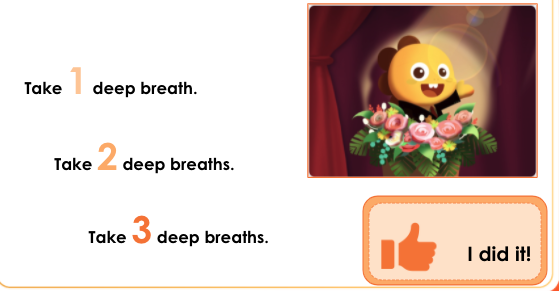 Take 1 deep breath.
Take 2 deep breaths.
Take 3 deep breaths.
I did it!